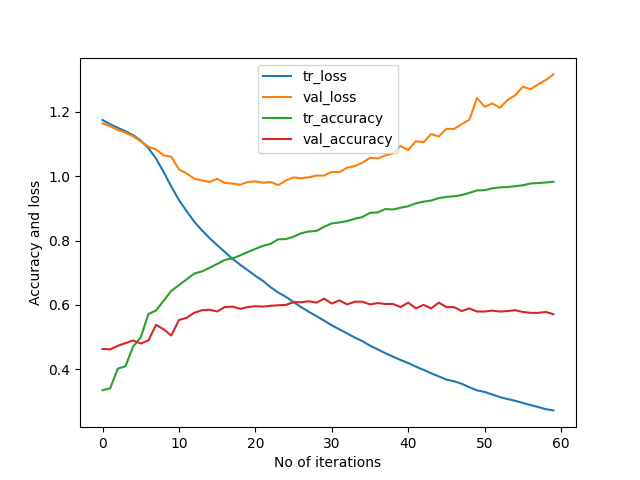 tr_loss
val_loss
tr_accuracy
val_accuracy
Accuracy and loss
1.2
1.0
0.8
0.6
0.4
0 10 20 30 40 50 60
No of iterations